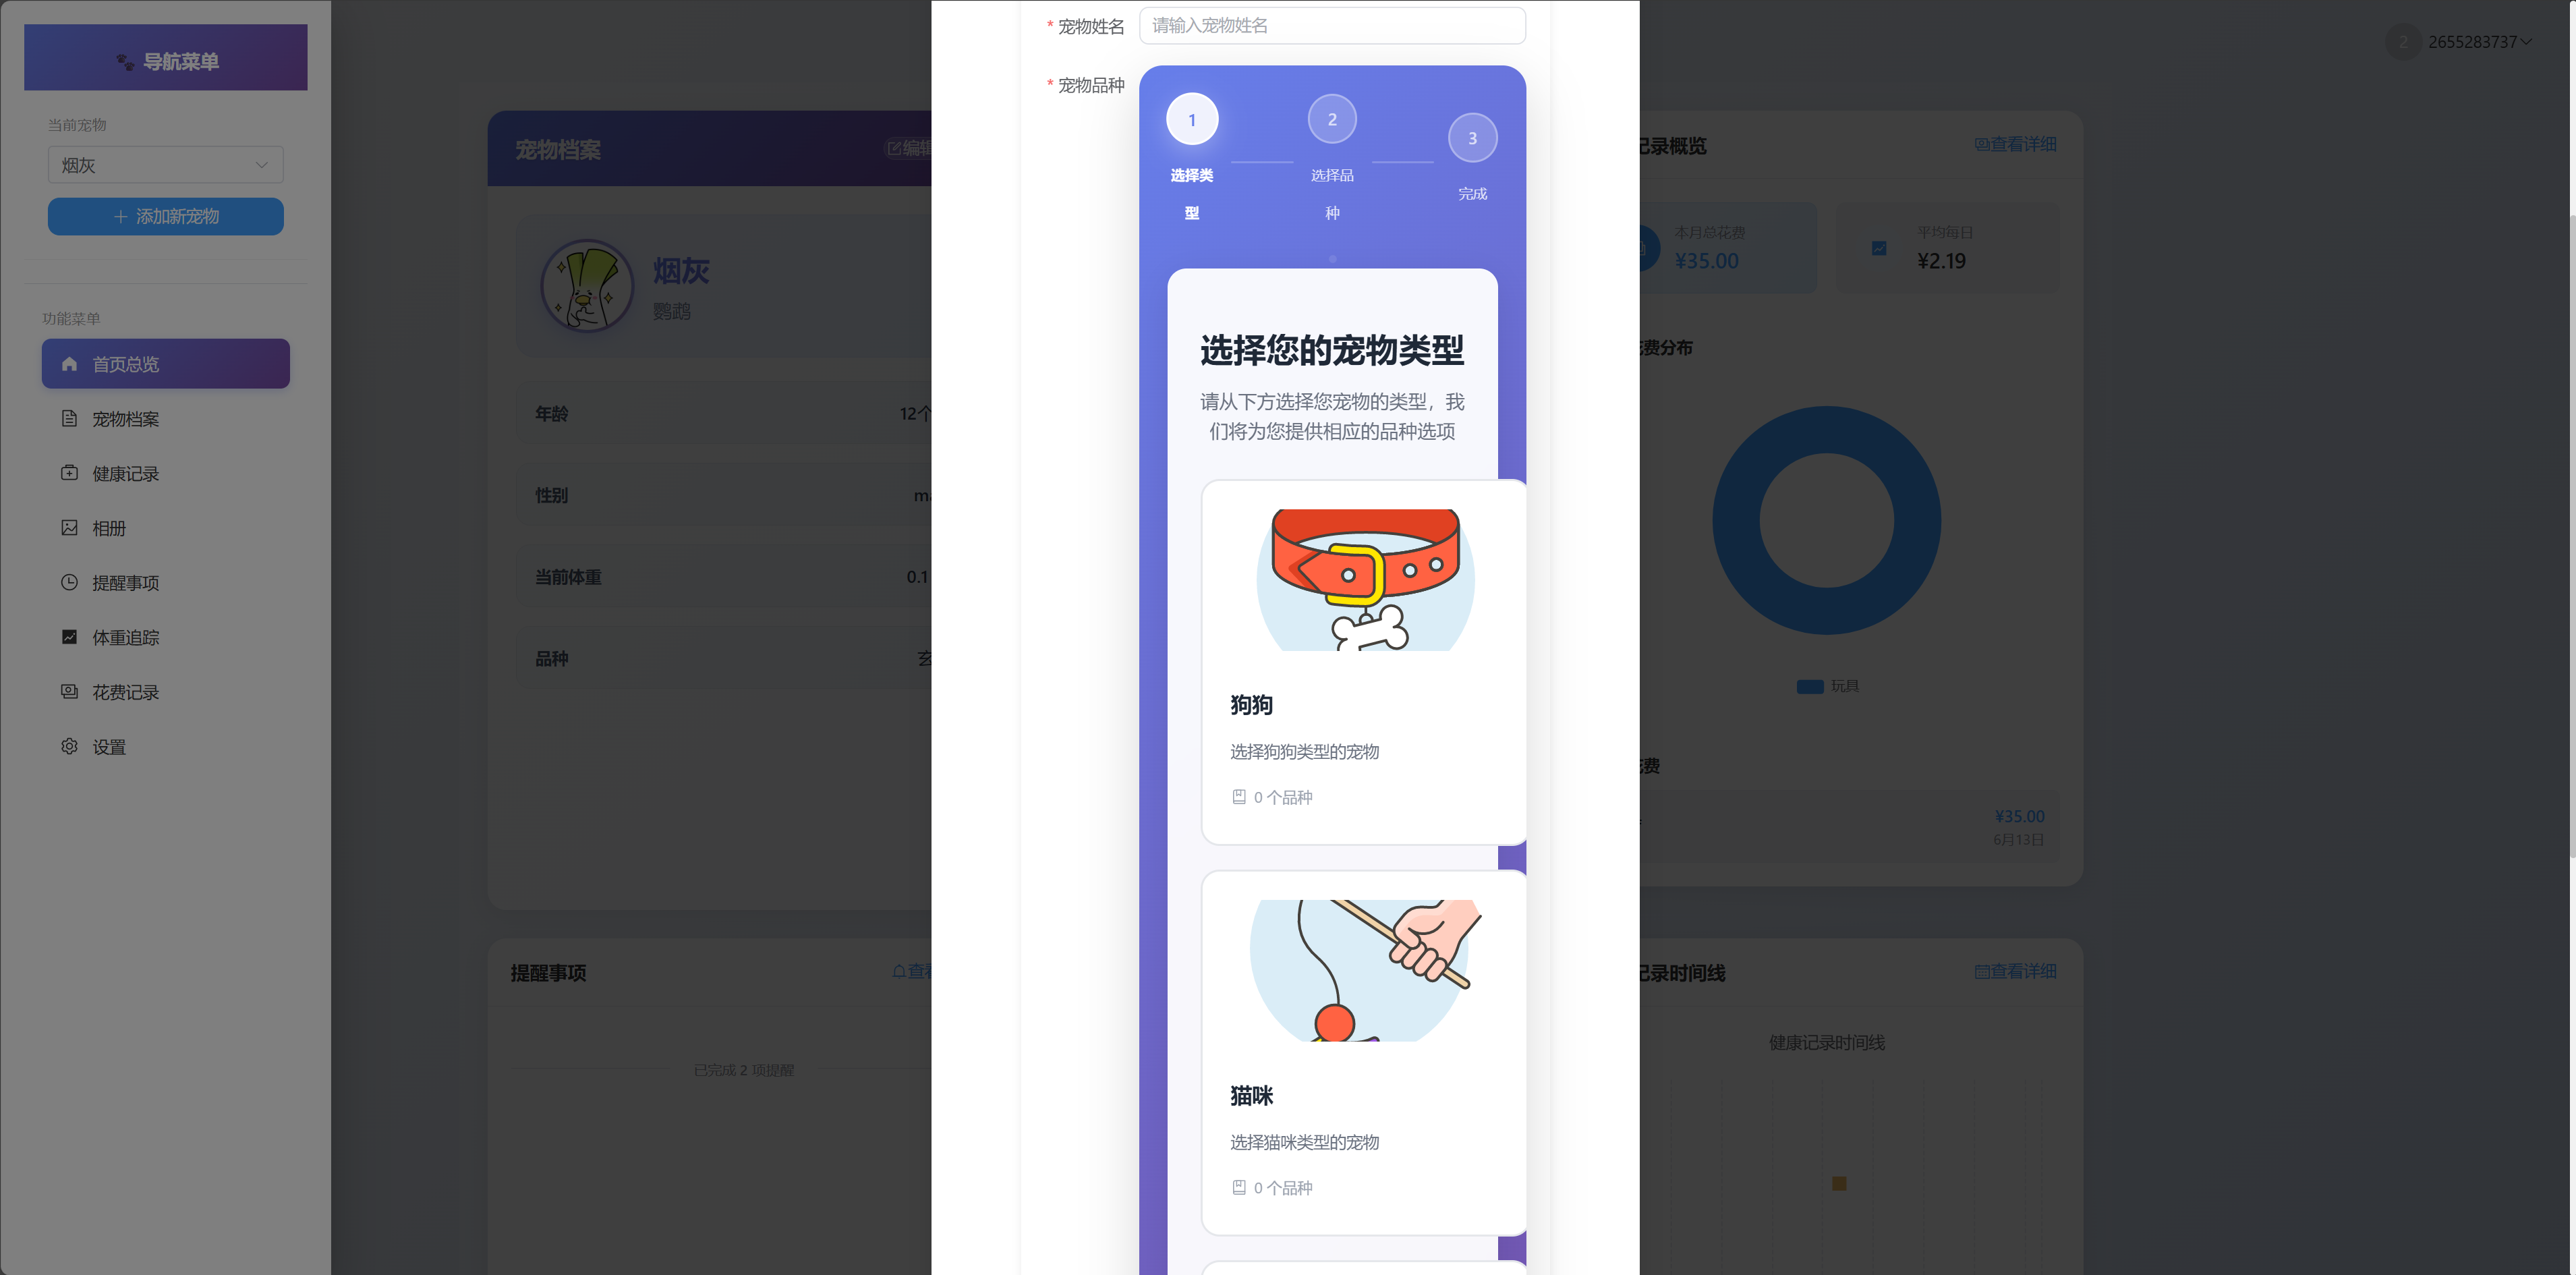 导航菜单
当前宠物
烟灰
添加新宠物
功能菜单
首页总览
宠物档案
健康记录
相册
提醒事项
体重追踪
花费记录
设置
宠物档案
编辑
烟灰
鹦鹉
年龄
12个
性别
ma
当前体重
0.1
品种
玄
提醒事项
查看
已完成 2 项提醒
* 宠物姓名
请输入宠物姓名
* 宠物品种
1
选择类
型
2
选择品
种
3
完成
选择您的宠物类型
请从下方选择您宠物的类型，我
们将为您提供相应的品种选项
狗狗
选择狗狗类型的宠物
0 个品种
猫咪
选择猫咪类型的宠物
0 个品种
2
2655283737
记录概览
查看详细
本月总花费
¥35.00
平均每日
¥2.19
费分布
玩具
花费
¥35.00
6月13日
记录时间线
查看详细
健康记录时间线